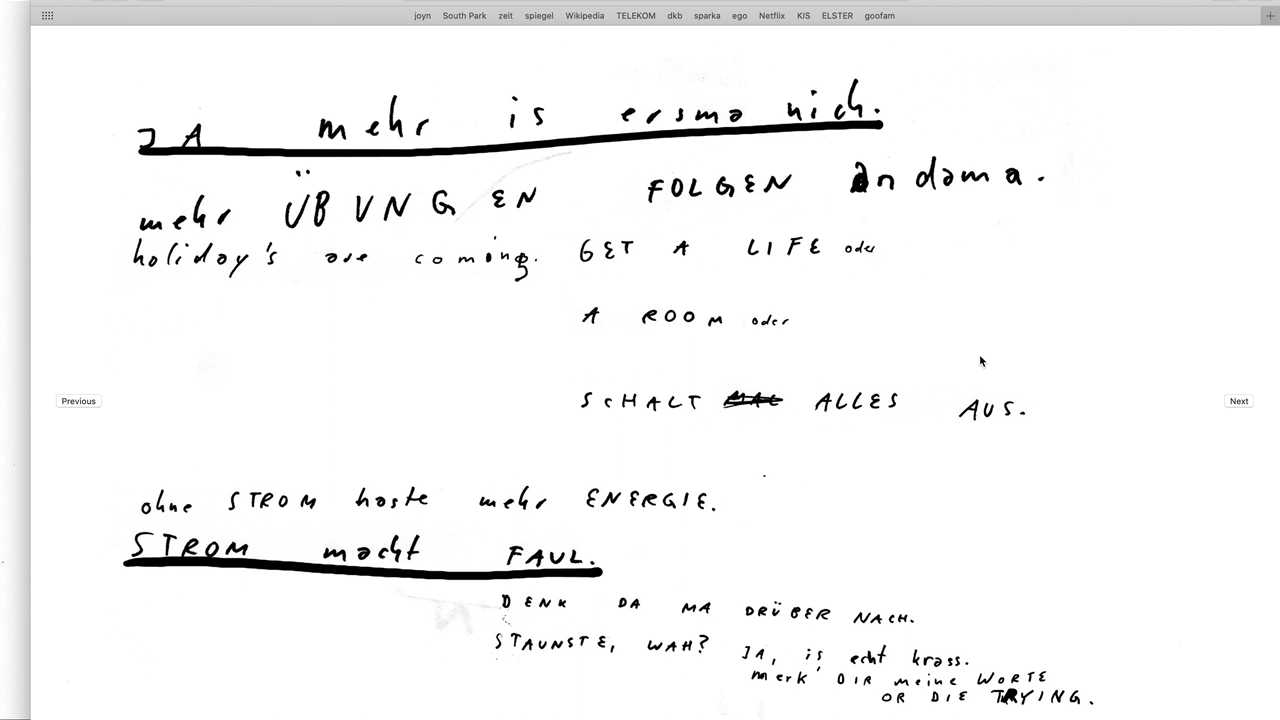 joyn South Park zeit spiegel Wikipedia TELEKOM dkb sparka ego Netflix KIS ELSTER goofam
JA mehr is ersma nich.
mehr ÜBUNGEN FOLGEN andama.
holiday's are coming. GET A LIFE oder
A ROOM oder
Previous
Next
SCHALT MAL ALLES AUS.
ohne STROM haste mehr ENERGIE.
STROM macht FAUL.
DENK DA MA DRÜBER NACH.
STAUNSTE, WAH? JA, is echt krass.
merk' DIR meine WORTE
OR DIE TRYING.